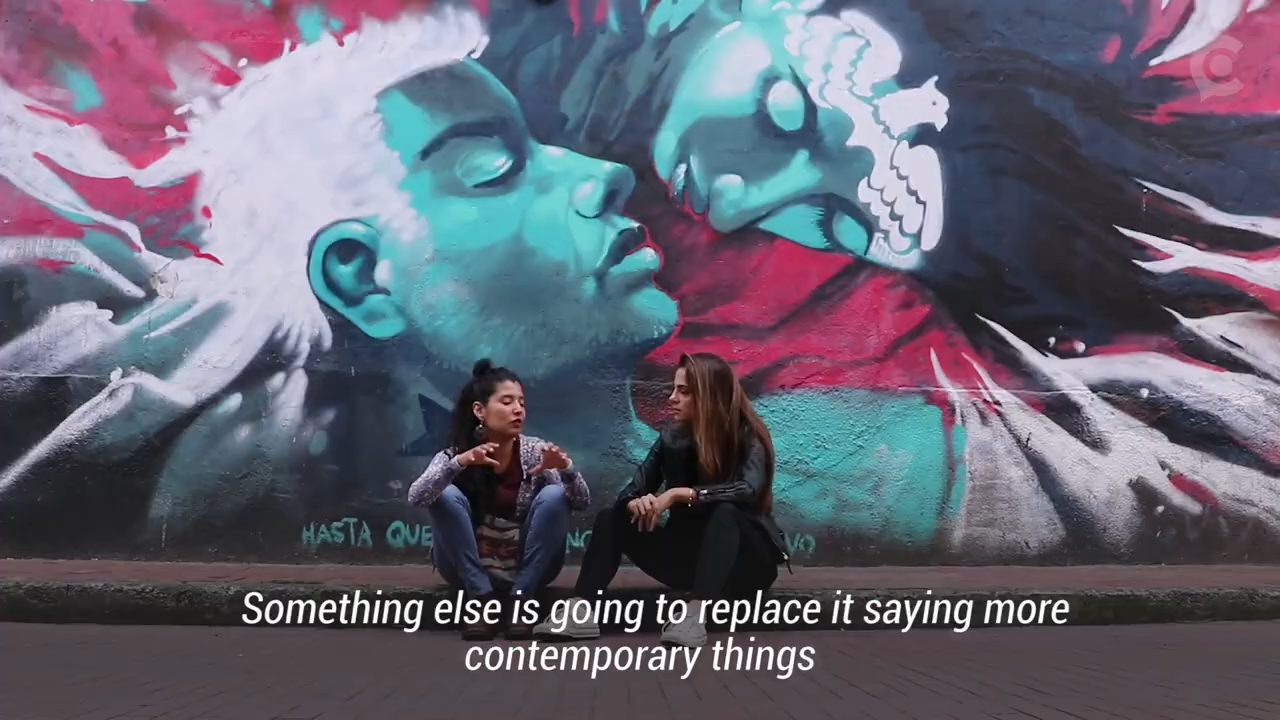 HASTA QUE
Something else is going to replace it saying more
contemporary things